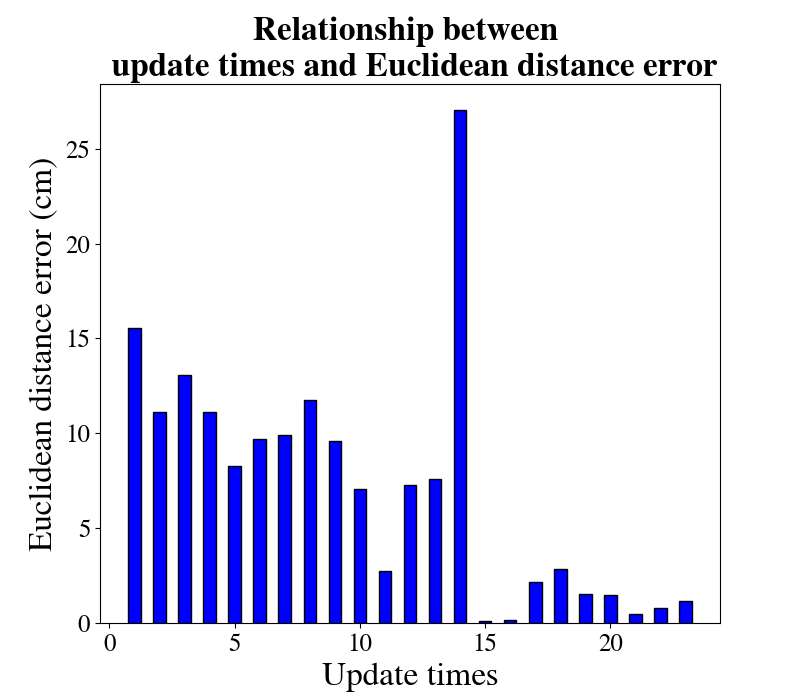 Relationship between
update times and Euclidean distance error
Euclidean distance error (cm)
25
20
15
10
5
0
0 5 10 15 20
Update times